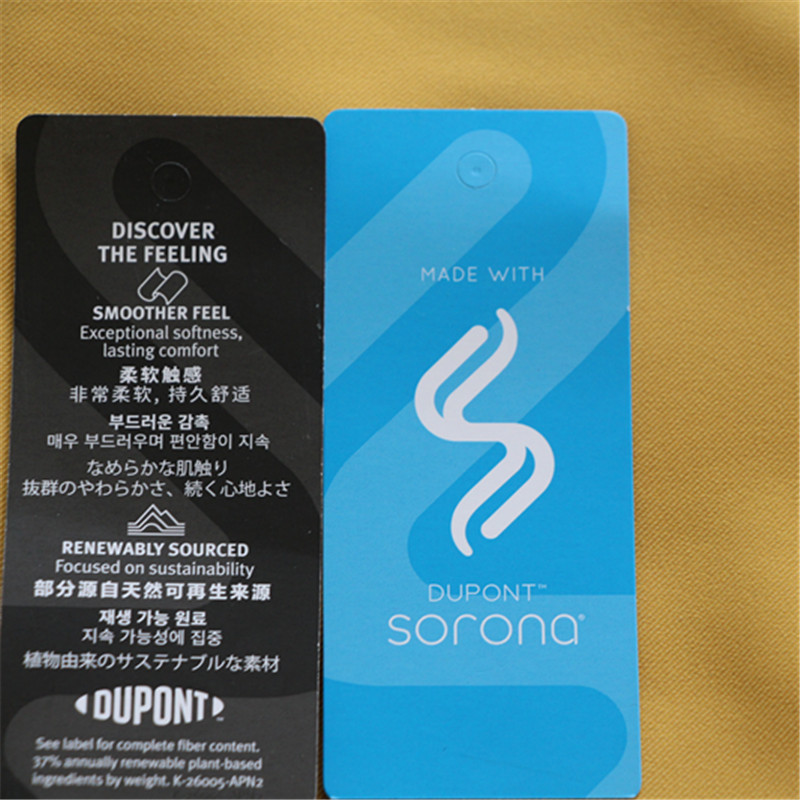 DISCOVER
THE FEELING
SMOOTHER FEEL
Exceptional softness,
lasting comfort
柔软触感
非常柔软, 持久舒适
부드러운 감촉
매우 부드러우며 편안함이 지속
なめらかな肌触り
抜群のやわらかさ、続く心地よさ
RENEWABLY SOURCED
Focused on sustainability
部分源自天然可再生来源
재생 가능 원료
지속 가능성에 집중
植物由来のサステナブルな素材
DUPONT™
See label for complete fiber content.
37% annually renewable plant-based
ingredients by weight. K-26005-APN2
MADE WITH
DUPONT™
sorona®